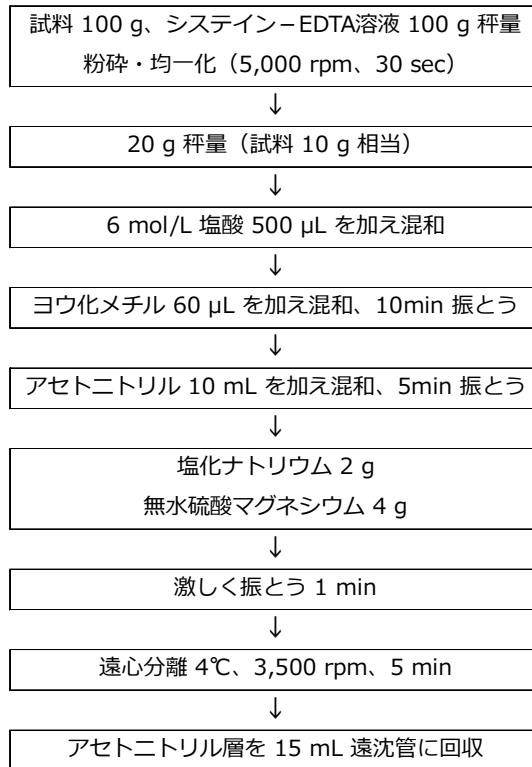 試料 100 g、システイン－EDTA溶液 100 g 秤量
粉砕・均一化（5,000 rpm、30 sec）
↓
20 g 秤量（試料 10 g 相当）
↓
6 mol/L 塩酸 500 μL を加え混和
↓
ヨウ化メチル 60 μL を加え混和、10min 振とう
↓
アセトニトリル 10 mL を加え混和、5min 振とう
↓
塩化ナトリウム 2 g
無水硫酸マグネシウム 4 g
↓
激しく振とう 1 min
↓
遠心分離 4℃、3,500 rpm、5 min
↓
アセトニトリル層を 15 mL 遠沈管に回収